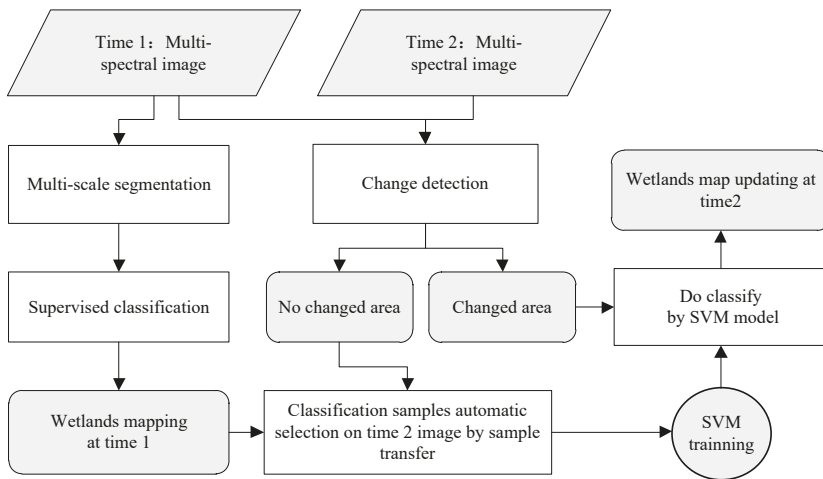 Time 1：Multi-
spectral image
Time 2：Multi-
spectral image
Multi-scale segmentation
Change detection
Wetlands map updating at
time2
Supervised classification
No changed area
Changed area
Do classify
by SVM model
Wetlands mapping
at time 1
Classification samples automatic
selection on time 2 image by sample
transfer
SVM
trainning